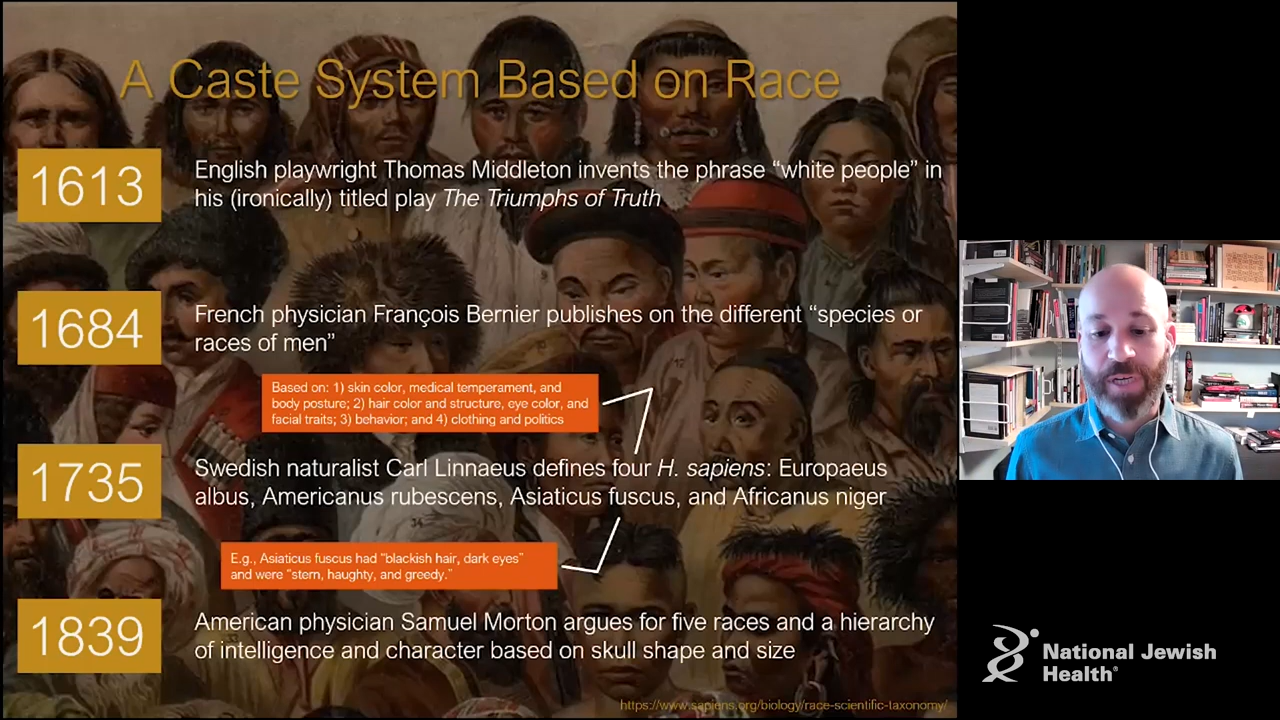 A Caste System Based on Race
1613
English playwright Thomas Middleton invents the phrase “white people” in
his (ironically) titled play The Triumphs of Truth
1684
French physician François Bernier publishes on the different “species or
races of men”
Based on: 1) skin color, medical temperament, and
body posture; 2) hair color and structure, eye color, and
facial traits; 3) behavior; and 4) clothing and politics
1735
Swedish naturalist Carl Linnaeus defines four H. sapiens: Europaeus
albus, Americanus rubescens, Asiaticus fuscus, and Africanus niger
E.g., Asiaticus fuscus had “blackish hair, dark eyes”
and were “stern, haughty, and greedy.”
1839
American physician Samuel Morton argues for five races and a hierarchy
of intelligence and character based on skull shape and size
https://www.sapiens.org/biology/race-scientific-taxonomy/
12
34
National Jewish
Health®